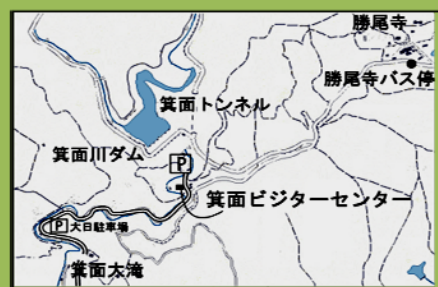 勝尾寺
勝尾寺バス停
箕面トンネル
箕面川ダム
P
箕面ビジターセンター
P 大日駐車場
箕面大滝